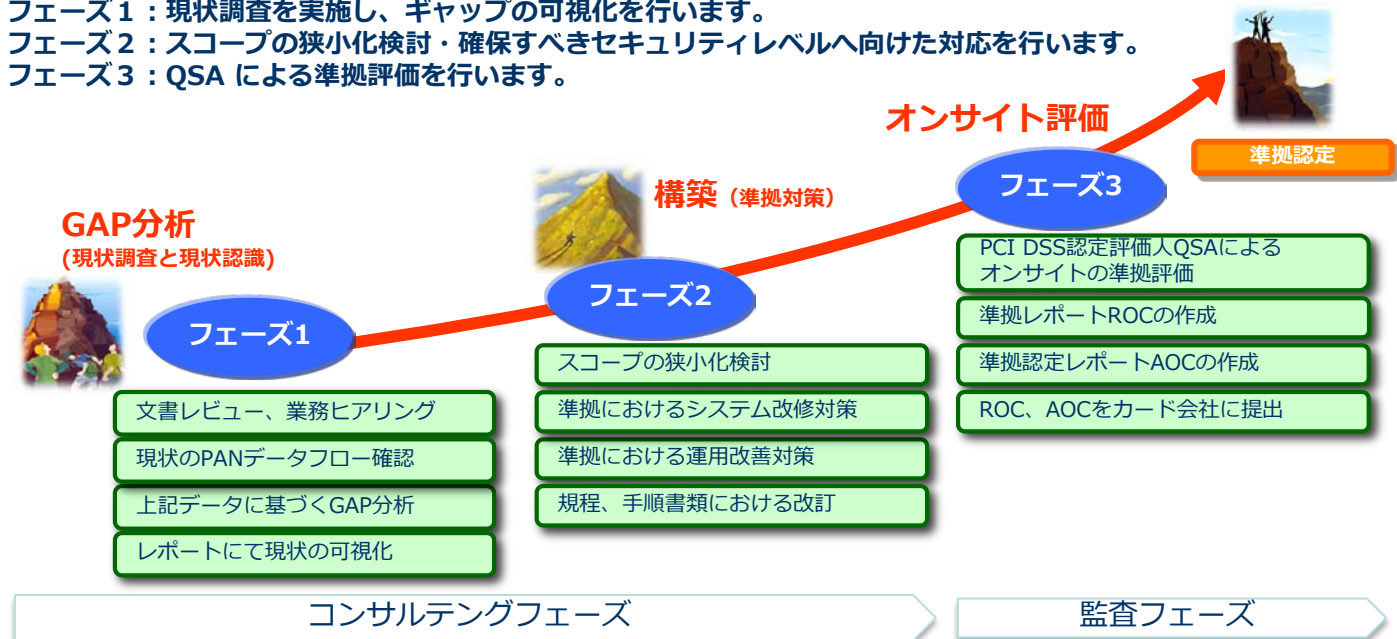 フェーズ1:現状調査を実施し、ギャップの可視化を行います。
フェーズ2:スコープの狭小化検討・確保すべきセキュリティレベルへ向けた対応を行います。
フェーズ3:QSA による準拠評価を行います。
オンサイト評価
準拠認定
フェーズ3
構築(準拠対策)
GAP分析
(現状調査と現状認識)
フェーズ2
フェーズ1
文書レビュー、業務ヒアリング
現状のPANデータフロー確認
上記データに基づくGAP分析
レポートにて現状の可視化
スコープの狭小化検討
準拠におけるシステム改修対策
準拠における運用改善対策
規程、手順書類における改訂
PCI DSS認定評価人QSAによる
オンサイトの準拠評価
準拠レポートROCの作成
準拠認定レポートAOCの作成
ROC、AOCをカード会社に提出
コンサルテングフェーズ
監査フェーズ